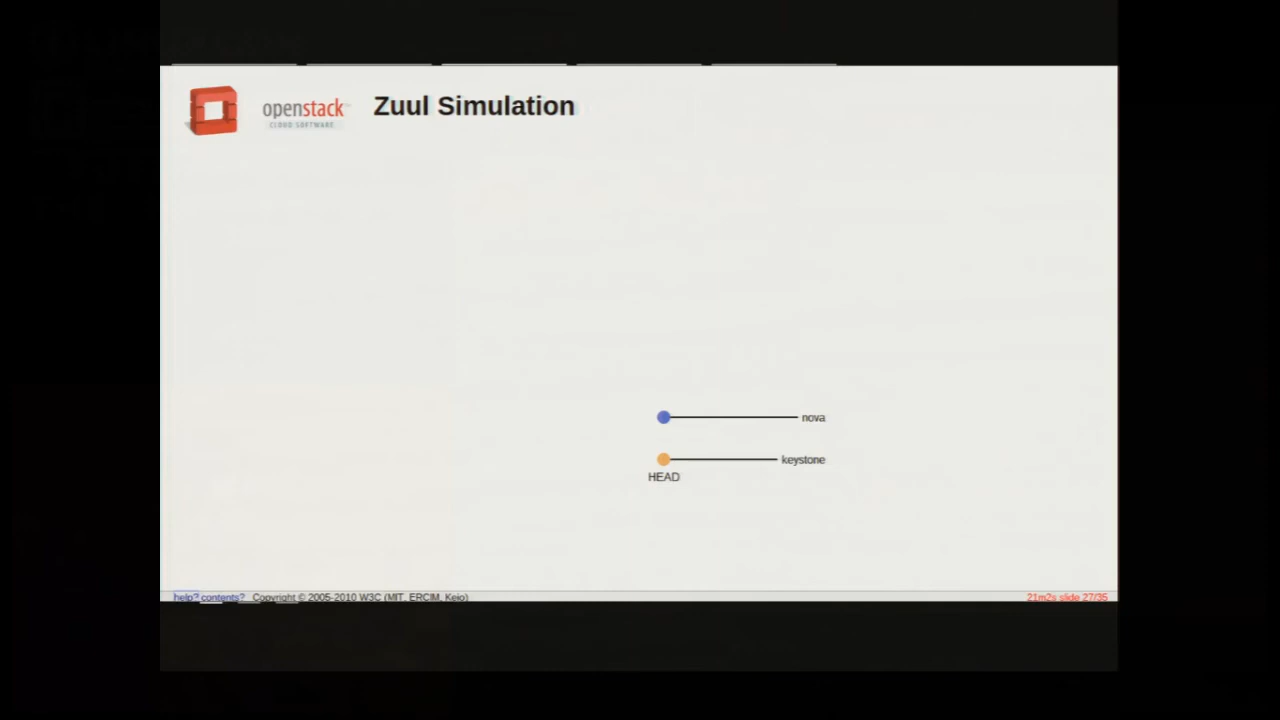 openstack
CLOUD SOFTWARE
Zuul Simulation
nova
keystone
HEAD
help? contents? Copyright © 2005-2010 W3C (MIT, ERCIM, Keio)
21m2s slide 27/35